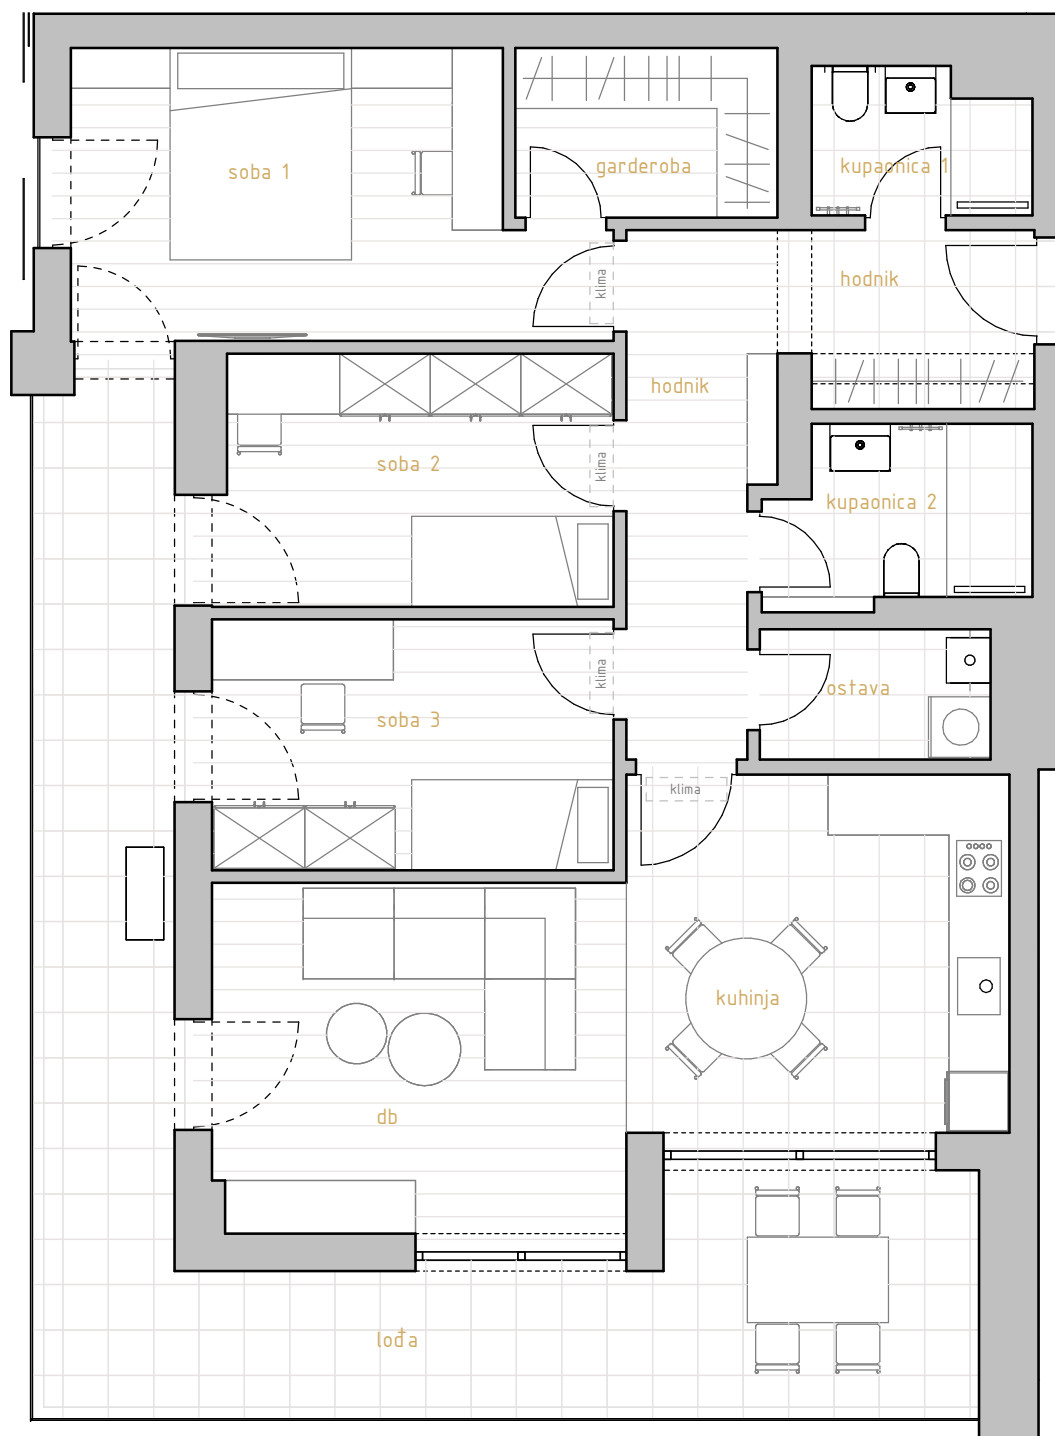 soba 1
garderoba
kupaonica 1
klima
hodnik
hodnik
soba 2
klima
kupaonica 2
klima
soba 3
ostava
klima
kuhinja
db
lođa